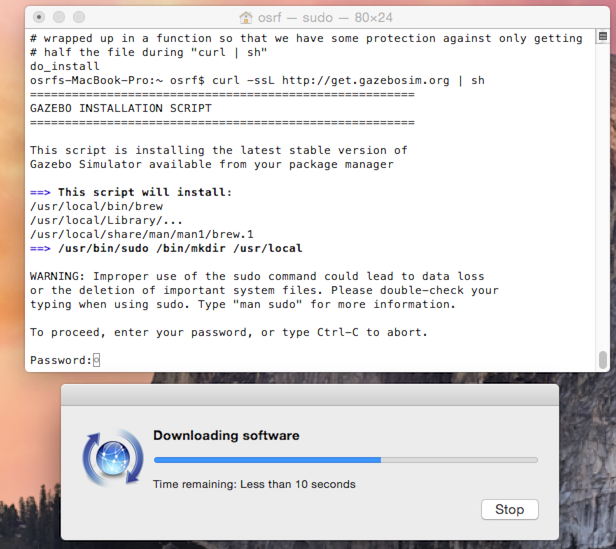 osrf — sudo — 80×24
# wrapped up in a function so that we have some protection against only getting
# half the file during "curl | sh"
do_install
osrfs-MacBook-Pro:~ osrf$ curl -ssL http://get.gazebosim.org | sh
=======================================================
GAZEBO INSTALLATION SCRIPT
=======================================================
This script is installing the latest stable version of
Gazebo Simulator available from your package manager
==> This script will install:
/usr/local/bin/brew
/usr/local/Library/...
/usr/local/share/man/man1/brew.1
==> /usr/bin/sudo /bin/mkdir /usr/local
WARNING: Improper use of the sudo command could lead to data loss
or the deletion of important system files. Please double-check your
typing when using sudo. Type "man sudo" for more information.
To proceed, enter your password, or type Ctrl-C to abort.
Password:
Downloading software
Time remaining: Less than 10 seconds
Stop